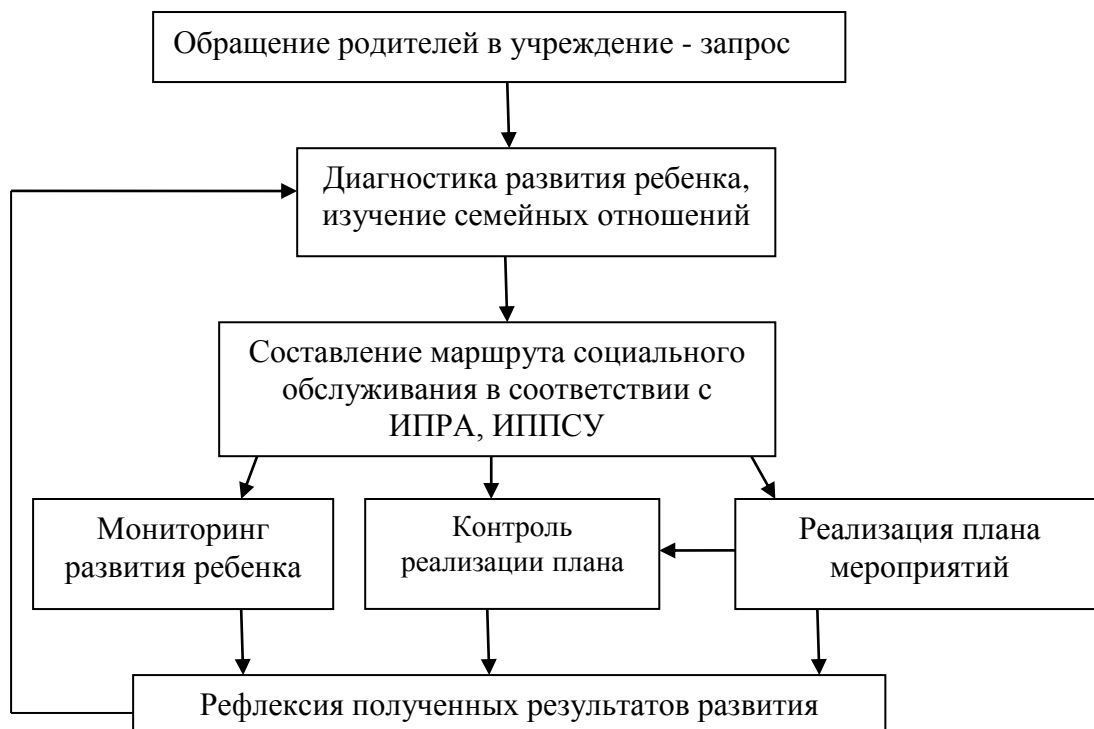 Обращение родителей в учреждение - запрос
Диагностика развития ребенка,
изучение семейных отношений
Составление маршрута социального
обслуживания в соответствии с
ИПРА, ИППСУ
Мониторинг
развития ребенка
Контроль
реализации плана
Реализация плана
мероприятий
Рефлексия полученных результатов развития